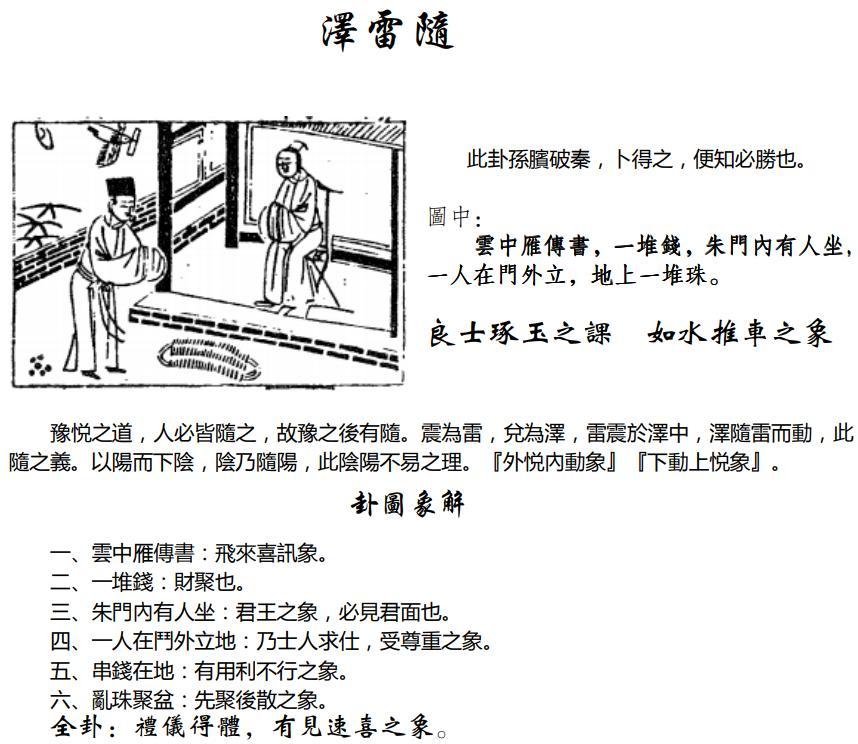 澤雷隨
此卦孫臏破秦，卜得之，便知必勝也。
圖中：
雲中雁傳書，一堆錢，朱門內有人坐，
一人在門外立，地上一堆珠。
良士琢玉之課　如水推車之象
豫悅之道，人必皆隨之，故豫之後有隨。震為雷，兌為澤，雷震於澤中，澤隨雷而動，此
隨之義。以陽而下陰，陰乃隨陽，此陰陽不易之理。『外悅內動象』『下動上悅象』。
卦圖象解
一、雲中雁傳書：飛來喜訊象。
二、一堆錢：財聚也。
三、朱門內有人坐：君王之象，必見君面也。
四、一人在鬥外立地：乃士人求仕，受尊重之象。
五、串錢在地：有用利不行之象。
六、亂珠聚盆：先聚後散之象。
全卦：禮儀得體，有見速喜之象。